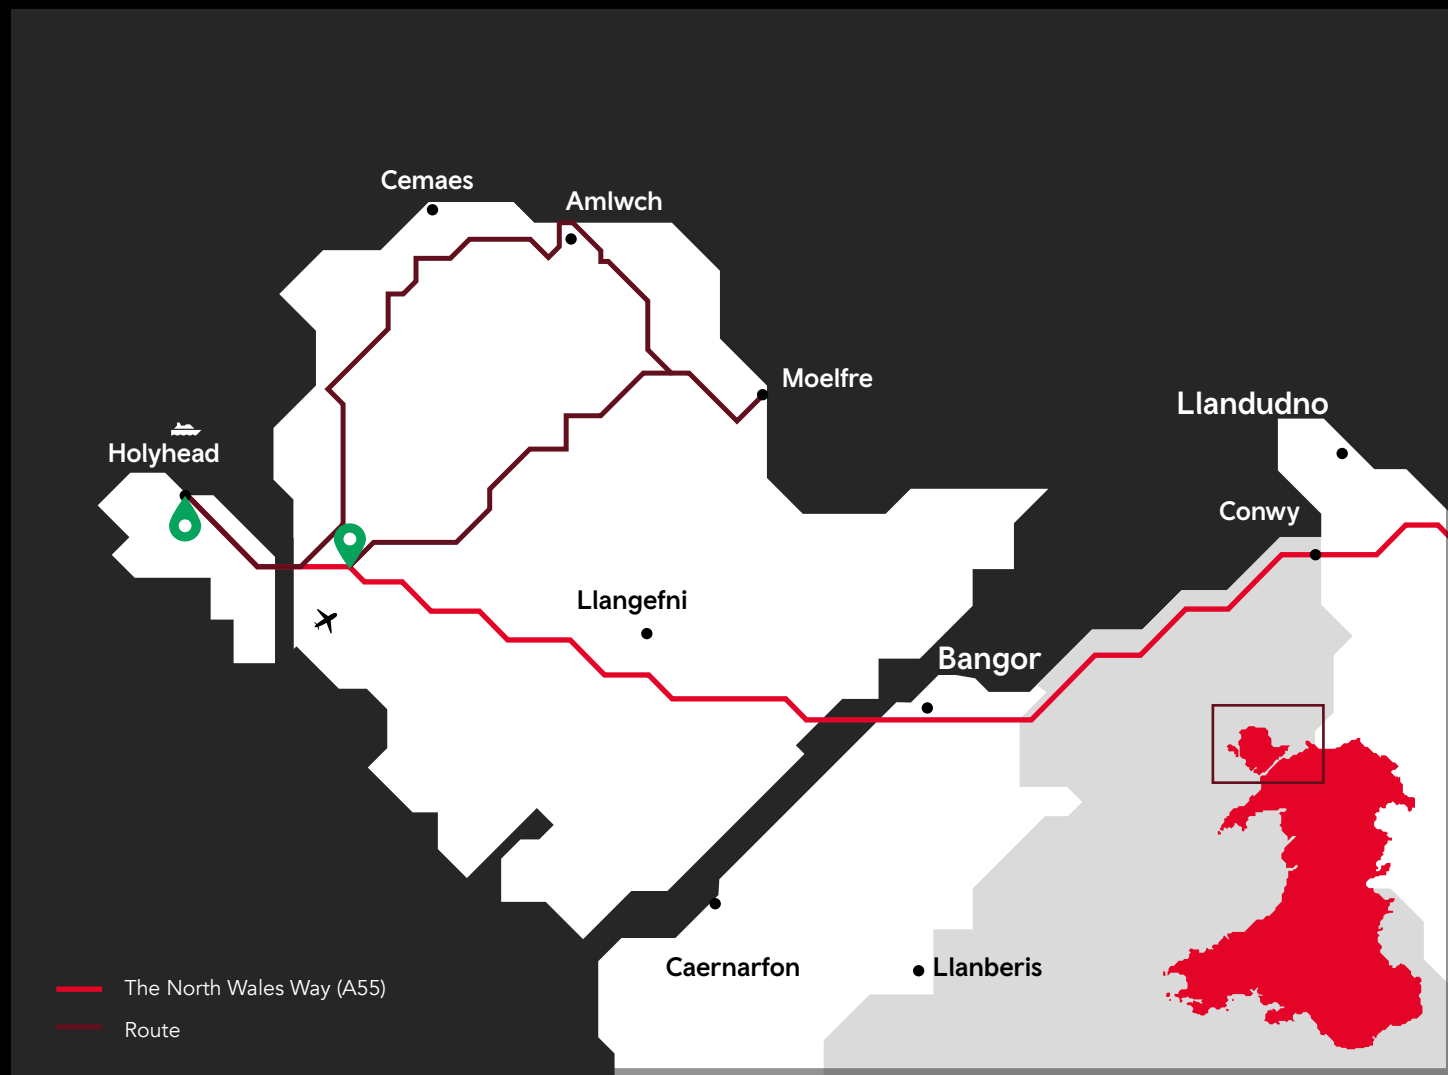 Cemaes
Amlwch
Moelfre
Llandudno
Holyhead
Conwy
Llangefni
Bangor
Caernarfon
Llanberis
The North Wales Way (A55)
Route